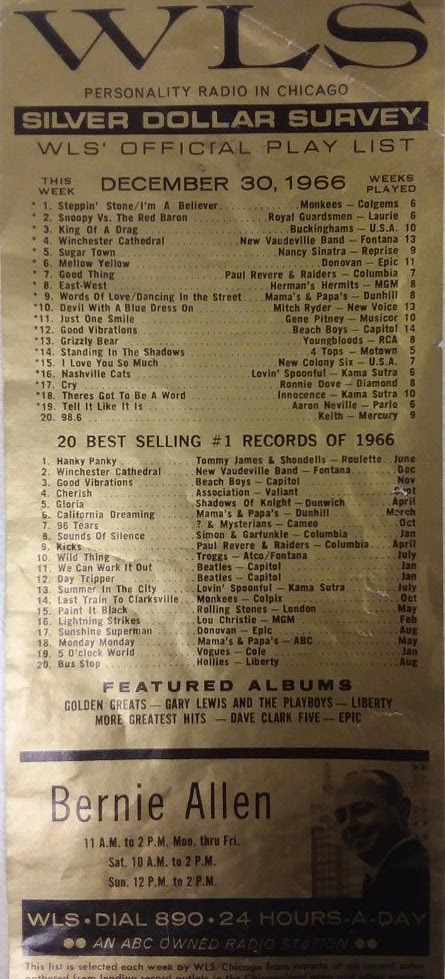 WLS
PERSONALITY RADIO IN CHICAGO
SILVER DOLLAR SURVEY
WLS' OFFICIAL PLAY LIST
THIS WEEK DECEMBER 30, 1966 WEEKS PLAYED
* 1. Steppin' Stone/I'm A Believer Monkees — Colgems 6
* 2. Snoopy Vs. The Red Baron Royal Guardsmen — Laurie 6
* 3. King Of A Drag Buckinghams — U.S.A. 10
* 4. Winchester Cathedral New Vaudeville Band — Fontana 13
* 5. Sugar Town Nancy Sinatra — Reprise 9
* 6. Mellow Yellow Donovan — Epic 11
* 7. Good Thing Paul Revere & Raiders — Columbia 7
* 8. East-West Herman's Hermits — MGM 8
* 9. Words Of Love/Dancing In the Street Mama's & Papa's — Dunhill 8
*10. Devil With A Blue Dress On Mitch Ryder — New Voice 13
*11. Just One Smile Gene Pitney — Musicor 10
*12. Good Vibrations Beach Boys — Capitol 14
*13. Grizzly Bear Youngbloods — RCA 8
*14. Standing In The Shadows 4 Tops — Motown 5
*15. I Love You So Much New Colony Six — U.S.A. 7
*16. Nashville Cats Lovin' Spoonful — Kama Sutra 6
*17. Cry Ronnie Dove — Diamond 8
*18. Theres Got To Be A Word Innocence — Kama Sutra 10
*19. Tell It Like It Is Aaron Neville — Parlo 6
20. 98.6 Keith — Mercury 9
20 BEST SELLING #1 RECORDS OF 1966
1. Hanky Panky Tommy James & Shondells — Roulette June
2. Winchester Cathedral New Vaudeville Band — Fontana Dec
3. Good Vibrations Beach Boys — Capitol Nov
4. Cherish Association — Valiant Sept
5. Gloria Shadows Of Knight — Dunwich April
6. California Dreaming Mama's & Papa's — Dunhill March
7. 96 Tears ? & Mysterians — Cameo Oct
8. Sounds Of Silence Simon & Garfunkle — Columbia Jan
9. Kicks Paul Revere & Raiders — Columbia April
10. Wild Thing Troggs — Atco/Fontana July
11. We Can Work It Out Beatles — Capitol Jan
12. Day Tripper Beatles — Capitol Jan
13. Summer In The City Lovin' Spoonful — Kama Sutra July
14. Last Train To Clarksville Monkees — Colpix Oct
15. Paint It Black Rolling Stones — London May
16. Lightning Strikes Lou Christie — MGM Feb
17. Sunshine Superman Donovan — Epic Aug
18. Monday Monday Mama's & Papa's — ABC May
19. 5 O'Clock World Vogues — Cole Jan
20. Bus Stop Hollies — Liberty Aug
FEATURED ALBUMS
GOLDEN GREATS — GARY LEWIS AND THE PLAYBOYS — LIBERTY
MORE GREATEST HITS — DAVE CLARK FIVE — EPIC
Bernie Allen
11 A.M. to 2 P.M. Mon. thru Fri.
Sat. 10 A.M. to 2 P.M.
Sun. 12 P.M. to 2 P.M.
WLS • DIAL 890 • 24 HOURS-A-DAY
AN ABC OWNED RADIO STATION
This list is selected each week by WLS/Chicago from reports of all record sales